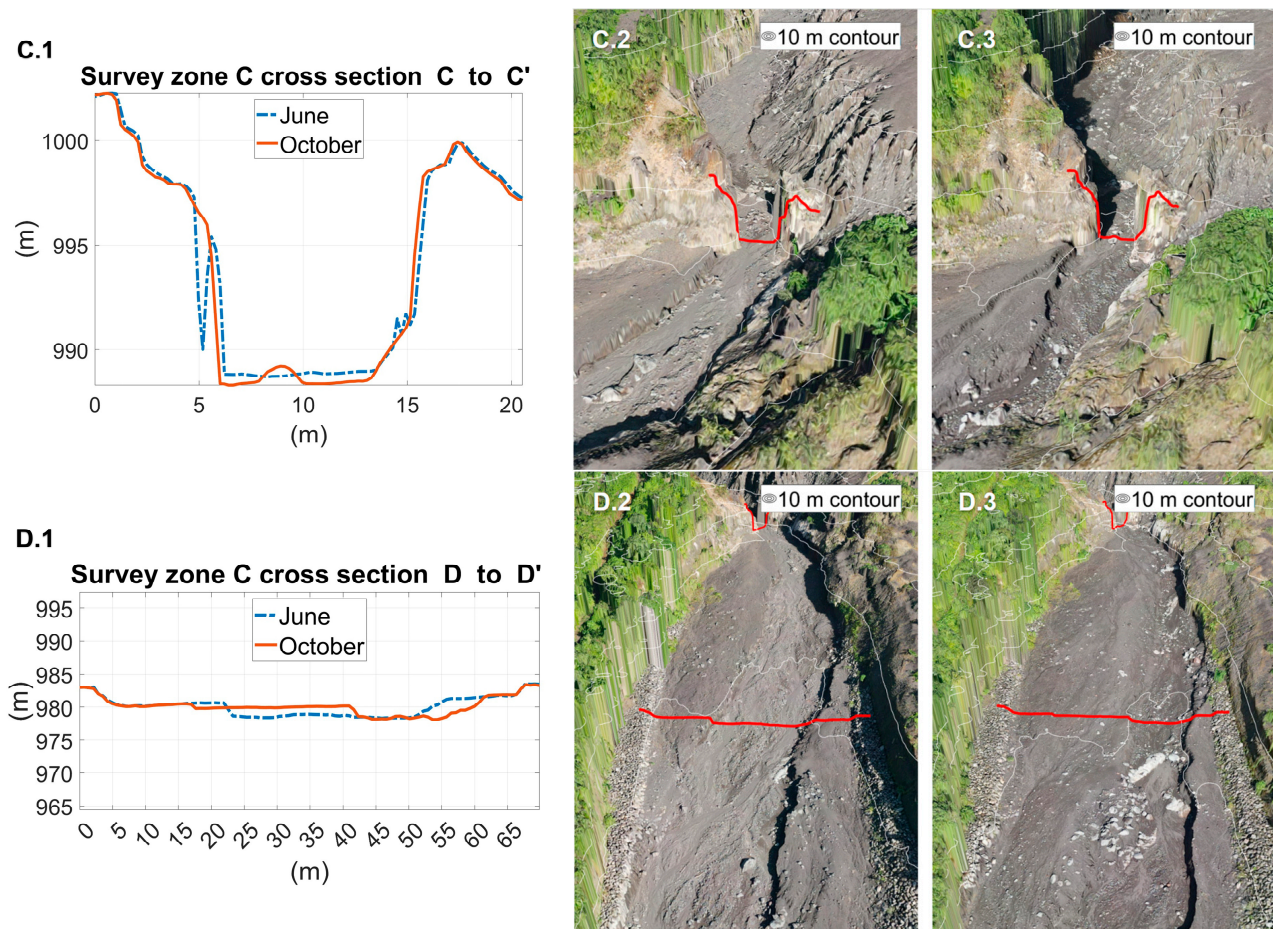 C.1
Survey zone C cross section C to C'
June
October
1000
995
990
(m)
0
5
10
15
20
(m)
C.2
10 m contour
C.3
10 m contour
D.1
Survey zone C cross section D to D'
June
October
995
990
985
980
975
970
965
(m)
0
5
10
15
20
25
30
35
40
45
50
55
60
65
(m)
D.2
10 m contour
D.3
10 m contour